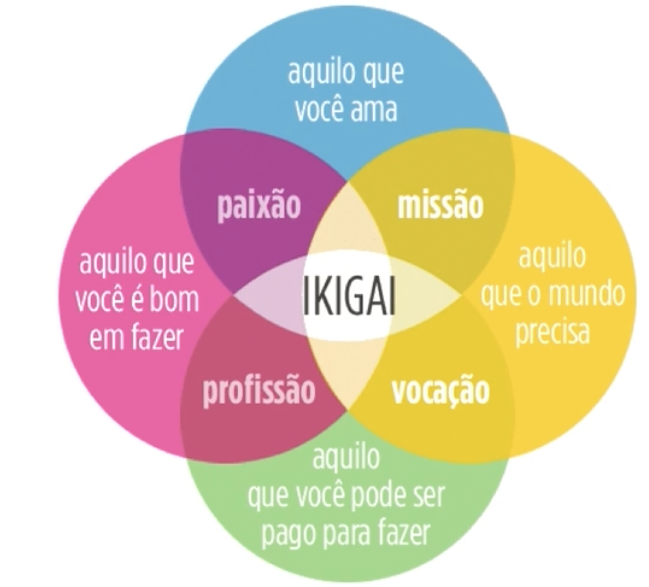 aquilo que
você ama
paixão
missão
aquilo que
você é bom
em fazer
IKIGAI
aquilo
que o mundo
precisa
profissão
vocação
aquilo
que você pode ser
pago para fazer